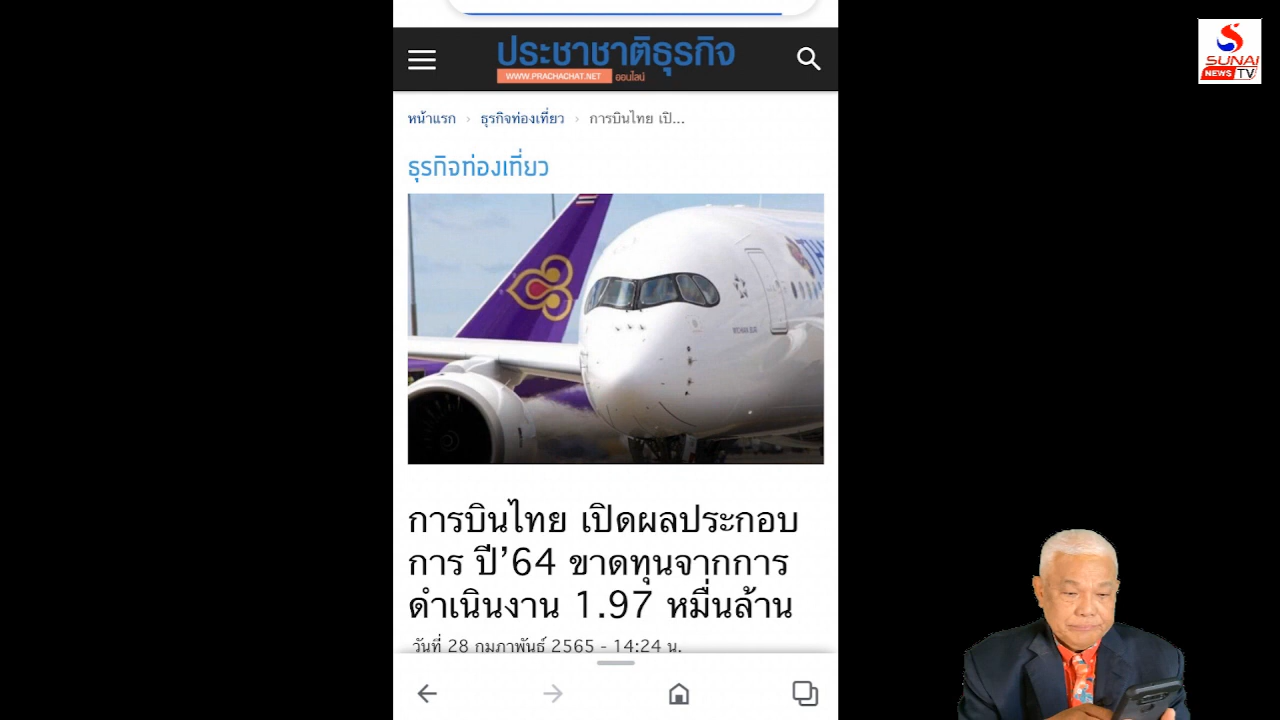 ประชาชาติธุรกิจ
WWW.PRACHACHAT.NET ออนไลน์
SUNAI
NEWS TV
หน้าแรก › ธุรกิจท่องเที่ยว › การบินไทย เปิ...
ธุรกิจท่องเที่ยว
การบินไทย เปิดผลประกอบ
การ ปี’64 ขาดทุนจากการ
ดำเนินงาน 1.97 หมื่นล้าน
วันที่ 28 กุมภาพันธ์ 2565 - 14:24 น.